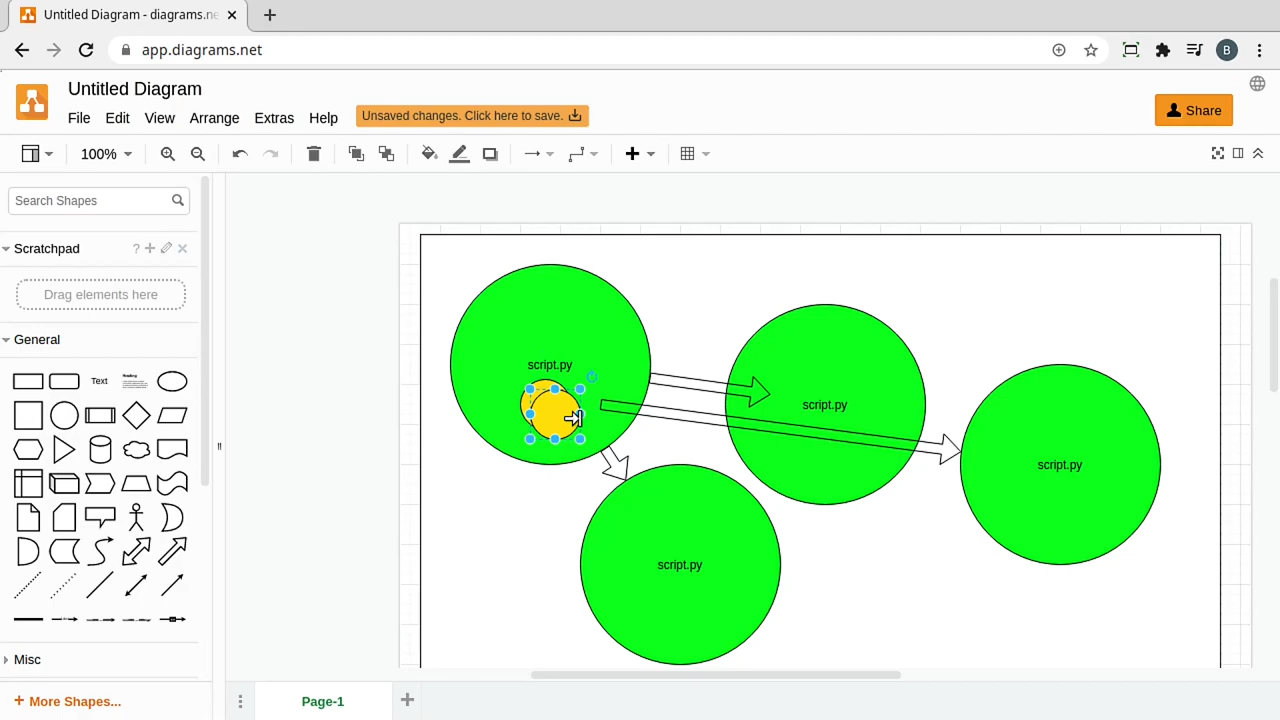 Untitled Diagram - diagrams.ne
app.diagrams.net
B
Untitled Diagram
File Edit View Arrange Extras Help
Unsaved changes. Click here to save.
Share
100%
Search Shapes
Scratchpad
?
Drag elements here
General
Text
Heading
script.py
script.py
script.py
script.py
Misc
+ More Shapes...
Page-1